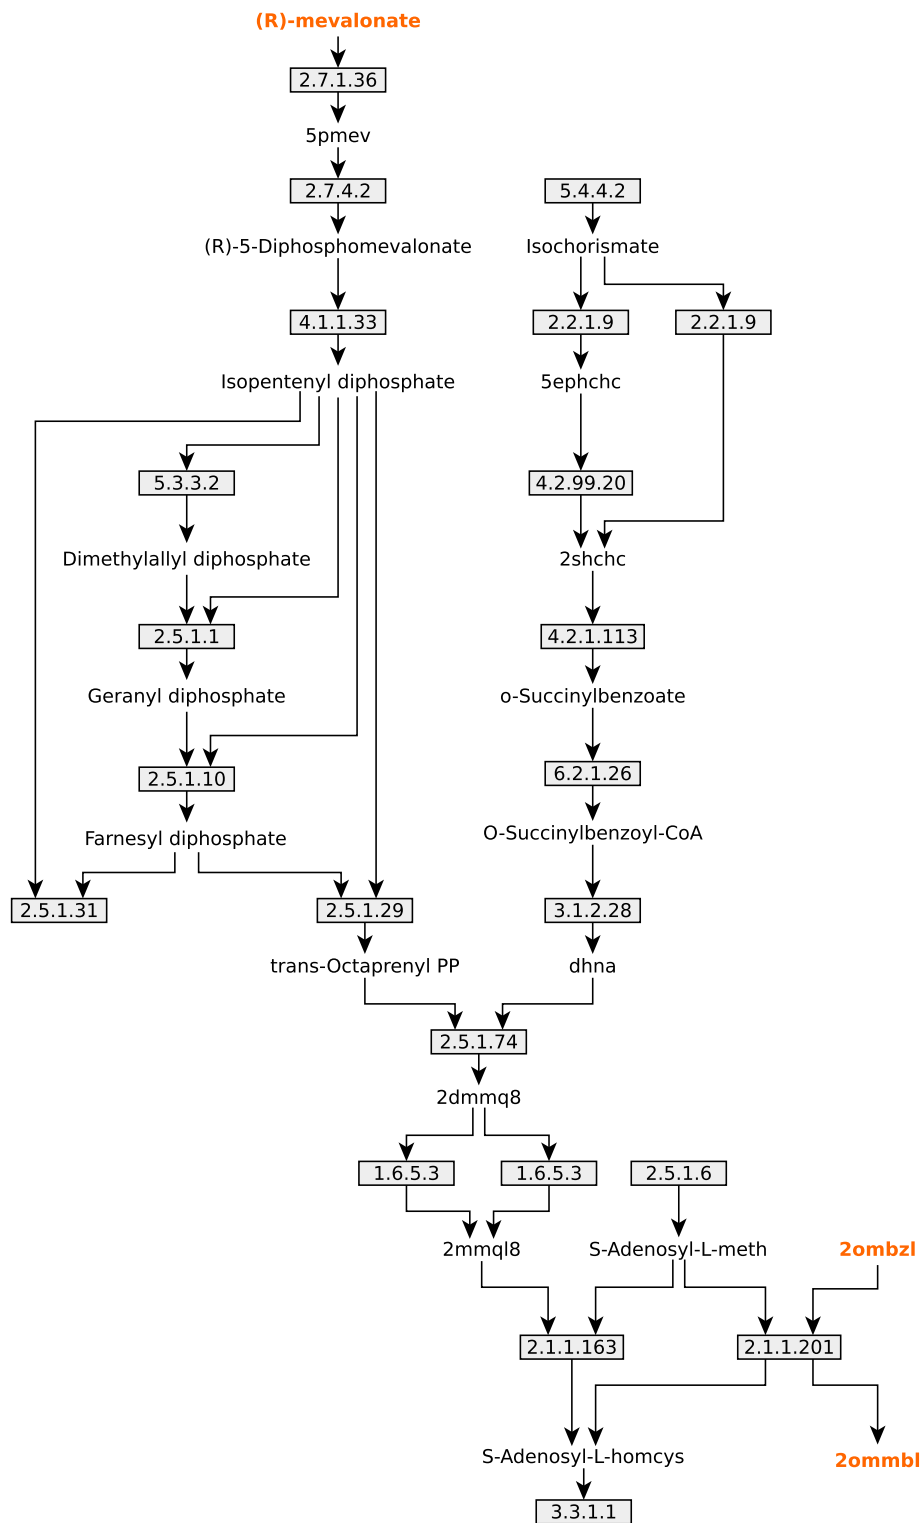 (R)-mevalonate
2.7.1.36
5pmev
2.7.4.2
5.4.4.2
(R)-5-Diphosphomevalonate
Isochorismate
4.1.1.33
2.2.1.9
2.2.1.9
Isopentenyl diphosphate
5ephchc
5.3.3.2
4.2.99.20
Dimethylallyl diphosphate
2shchc
2.5.1.1
4.2.1.113
Geranyl diphosphate
o-Succinylbenzoate
2.5.1.10
6.2.1.26
Farnesyl diphosphate
O-Succinylbenzoyl-CoA
2.5.1.31
2.5.1.29
3.1.2.28
trans-Octaprenyl PP
dhna
2.5.1.74
2dmmq8
1.6.5.3
1.6.5.3
2.5.1.6
2mmql8
S-Adenosyl-L-meth
2ombzl
2.1.1.163
2.1.1.201
S-Adenosyl-L-homcys
2ommbl
3.3.1.1